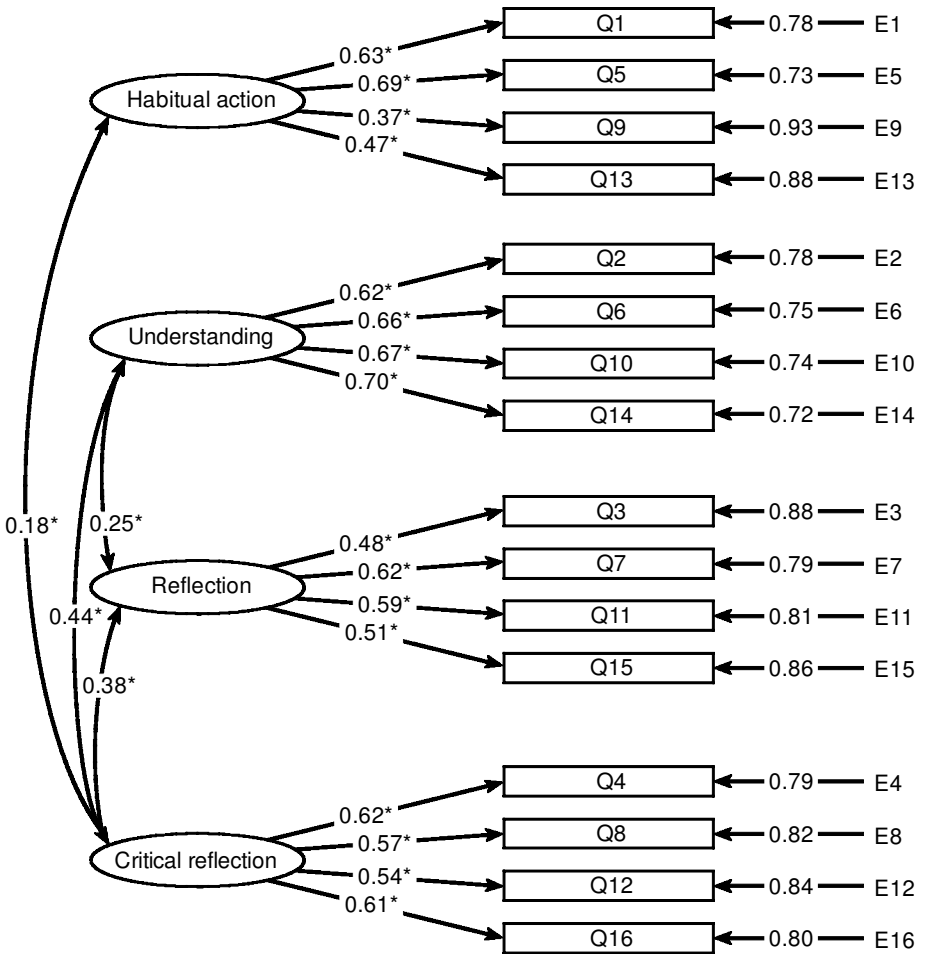 Q1 0.78 E1
0.63*
Q5 0.73 E5
0.69*
Habitual action
0.37*
Q9 0.93 E9
0.47*
Q13 0.88 E13
Q2 0.78 E2
0.62*
Q6 0.75 E6
0.66*
Understanding
0.67*
Q10 0.74 E10
0.70*
Q14 0.72 E14
Q3 0.88 E3
0.18* 0.25*
0.48*
Q7 0.79 E7
0.62*
Reflection
0.59*
Q11 0.81 E11
0.44*
0.51*
Q15 0.86 E15
0.38*
Q4 0.79 E4
0.62*
Q8 0.82 E8
0.57*
Critical reflection
0.54*
Q12 0.84 E12
0.61*
Q16 0.80 E16